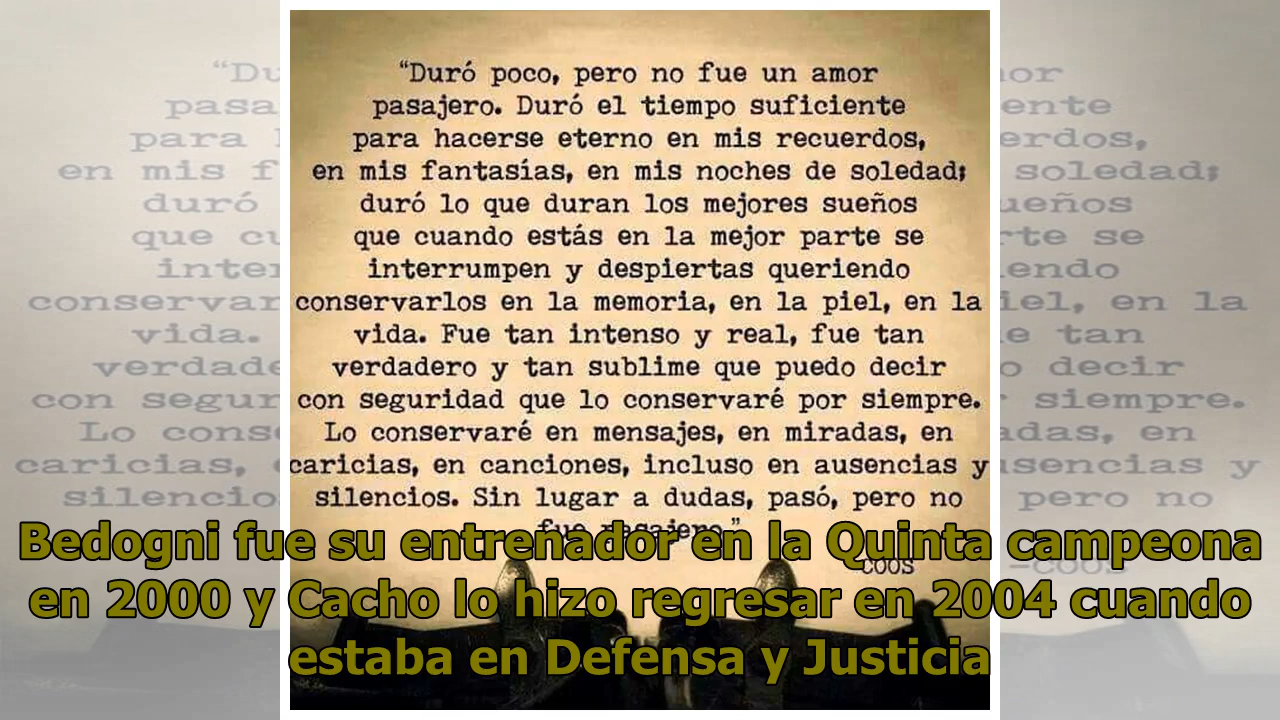 “Duró poco, pero no fue un amor
pasajero. Duró el tiempo suficiente
para hacerse eterno en mis recuerdos,
en mis fantasías, en mis noches de soledad;
duró lo que duran los mejores sueños
que cuando estás en la mejor parte se
interrumpen y despiertas queriendo
conservarlos en la memoria, en la piel, en la
vida. Fue tan intenso y real, fue tan
verdadero y tan sublime que puedo decir
con seguridad que lo conservaré por siempre.
Lo conservaré en mensajes, en miradas, en
caricias, en canciones, incluso en ausencias y
silencios. Sin lugar a dudas, pasó, pero no
fue pasajero.”
-COOS
Bedogni fue su entrenador en la Quinta campeona
en 2000 y Cacho lo hizo regresar en 2004 cuando
estaba en Defensa y Justicia